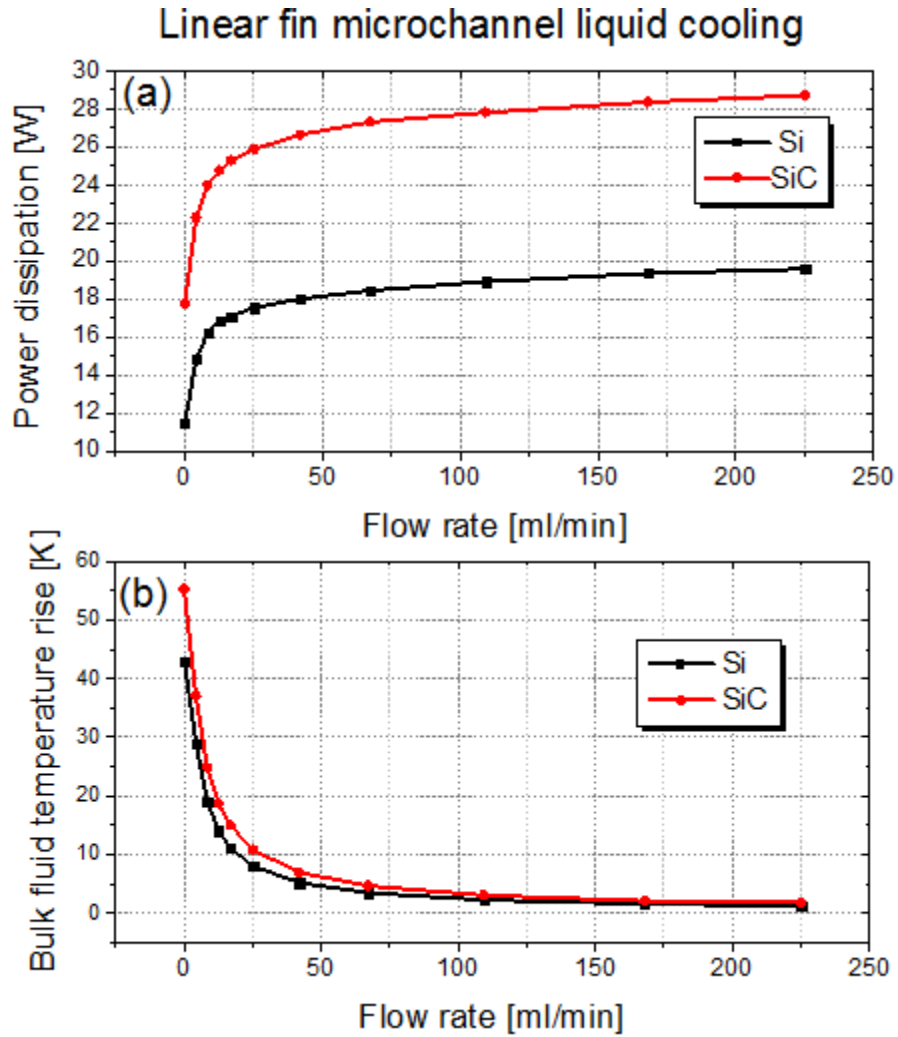 Linear fin microchannel liquid cooling
(a)
Power dissipation [W]
30
28
26
24
22
20
18
16
14
12
10
Si
SiC
0
50
100
150
200
250
Flow rate [ml/min]
(b)
Bulk fluid temperature rise [K]
60
50
40
30
20
10
0
Si
SiC
0
50
100
150
200
250
Flow rate [ml/min]